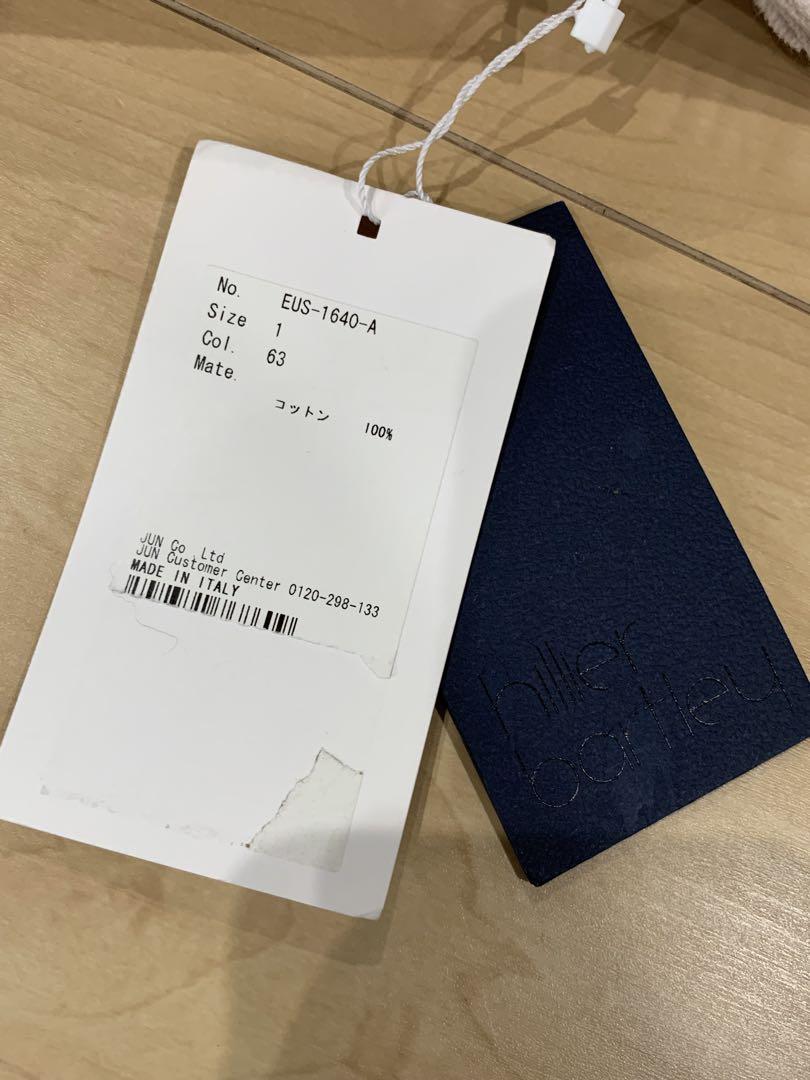 No. EUS-1640-A
Size 1
Col. 63
Mate.
コットン 100%
JUN Co Ltd
JUN Customer Center 0120-298-133
MADE IN ITALY
hillier
bartley